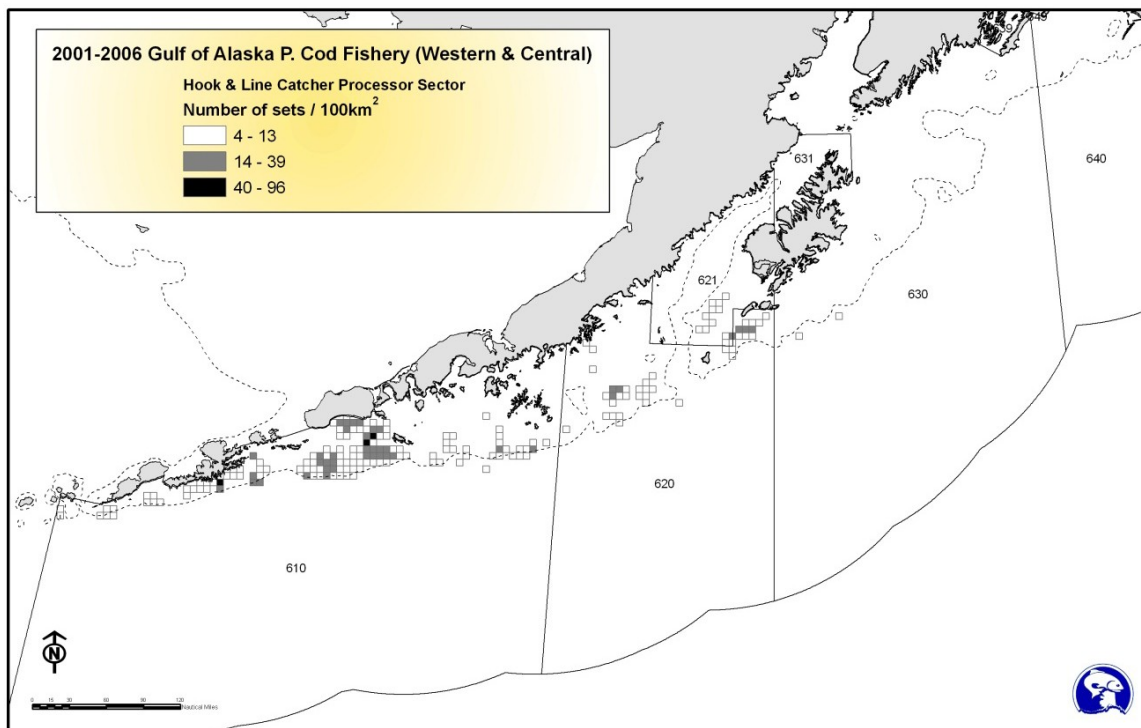 2001-2006 Gulf of Alaska P. Cod Fishery (Western & Central)
Hook & Line Catcher Processor Sector
Number of sets / 100km²
4 - 13
14 - 39
40 - 96
649
631
640
621
630
620
610
N
0 15 30 60 90 120
Nautical Miles